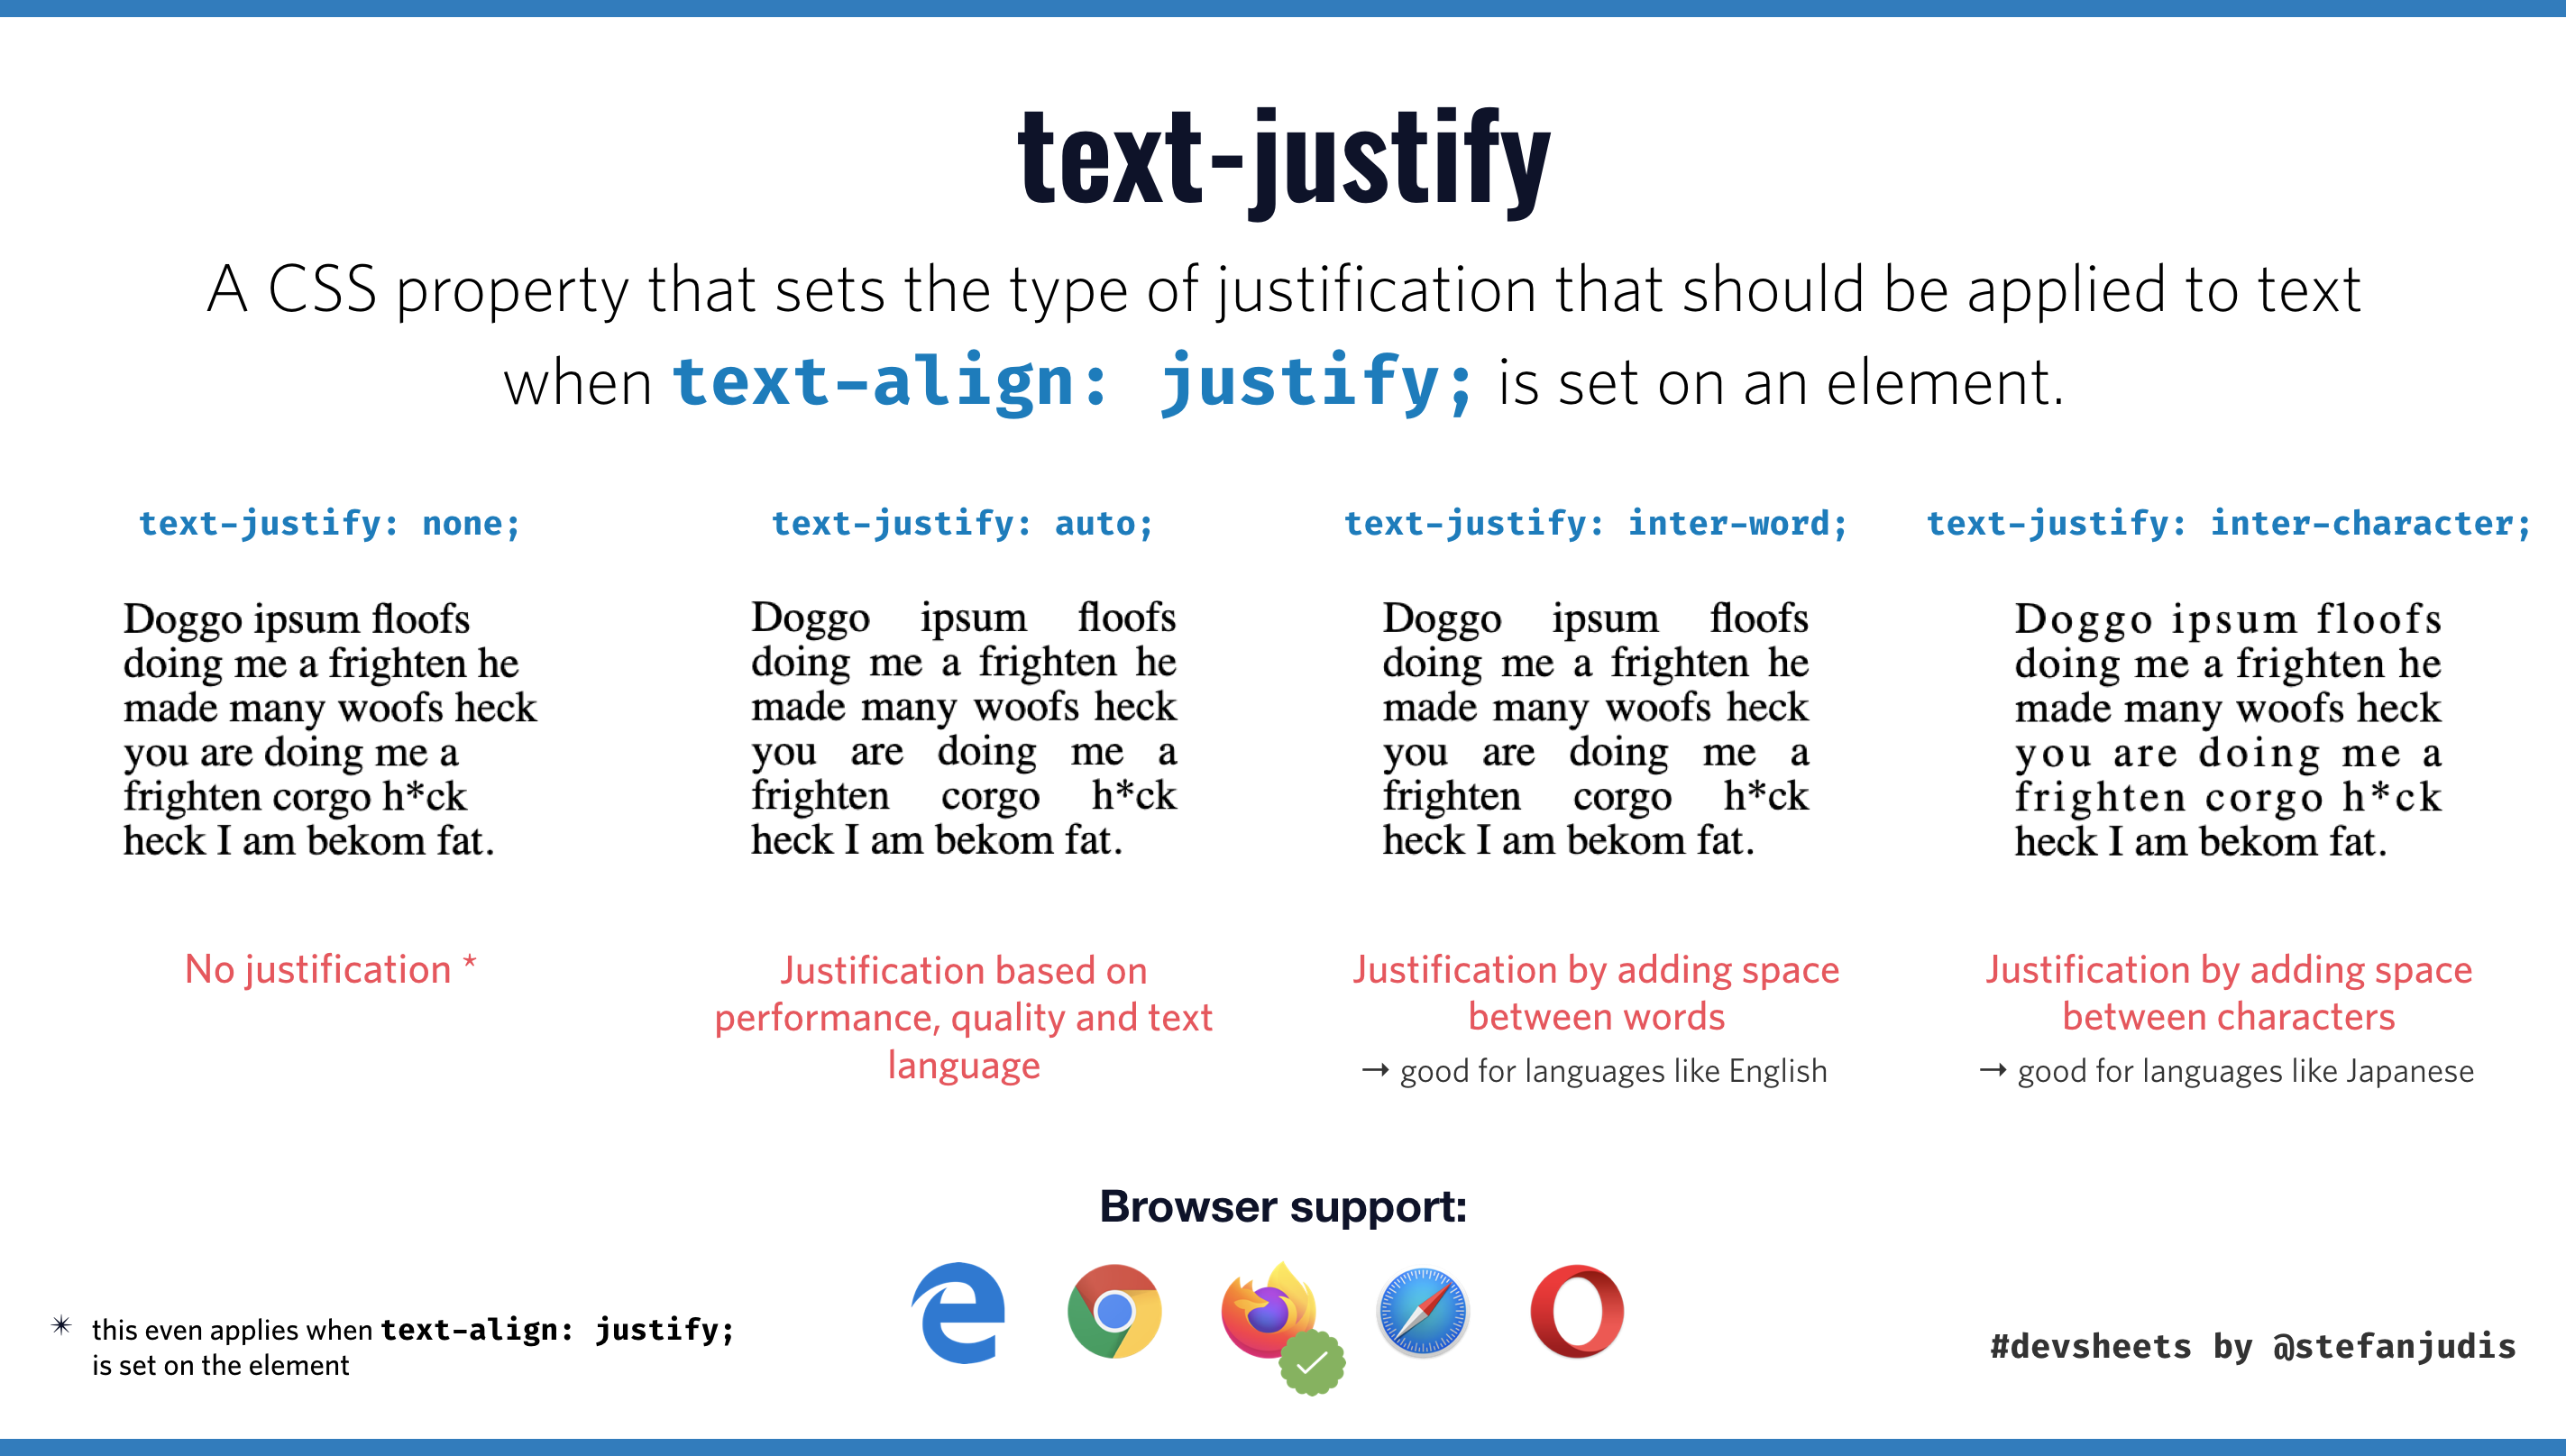 text-justify
A CSS property that sets the type of justification that should be applied to text
when text-align: justify; is set on an element.
text-justify: none;
Doggo ipsum floofs
doing me a frighten he
made many woofs heck
you are doing me a
frighten corgo h*ck
heck I am bekom fat.
No justification *
text-justify: auto;
Doggo ipsum floofs
doing me a frighten he
made many woofs heck
you are doing me a
frighten corgo h*ck
heck I am bekom fat.
Justification based on
performance, quality and text
language
text-justify: inter-word;
Doggo ipsum floofs
doing me a frighten he
made many woofs heck
you are doing me a
frighten corgo h*ck
heck I am bekom fat.
Justification by adding space
between words
→ good for languages like English
text-justify: inter-character;
Doggo ipsum floofs
doing me a frighten he
made many woofs heck
you are doing me a
frighten corgo h*ck
heck I am bekom fat.
Justification by adding space
between characters
→ good for languages like Japanese
Browser support:
* this even applies when text-align: justify;
is set on the element
#devsheets by @stefanjudis